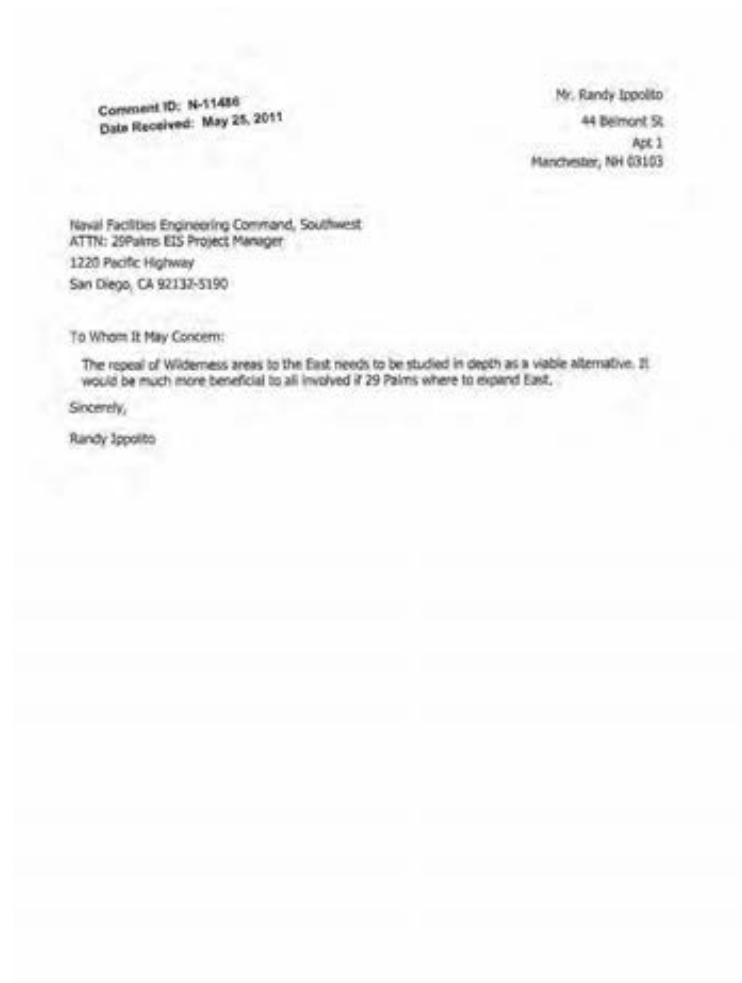 Comment ID: N-11486
Date Received: May 25, 2011
Mr. Randy Ippolito
44 Belmont St
Apt 1
Manchester, NH 03103
Naval Facilities Engineering Command, Southwest
ATTN: 29Palms EIS Project Manager
1220 Pacific Highway
San Diego, CA 92132-5190
To Whom It May Concern:
The repeal of Wilderness areas to the East needs to be studied in depth as a viable alternative. It
would be much more beneficial to all involved if 29 Palms where to expand East.
Sincerely,
Randy Ippolito